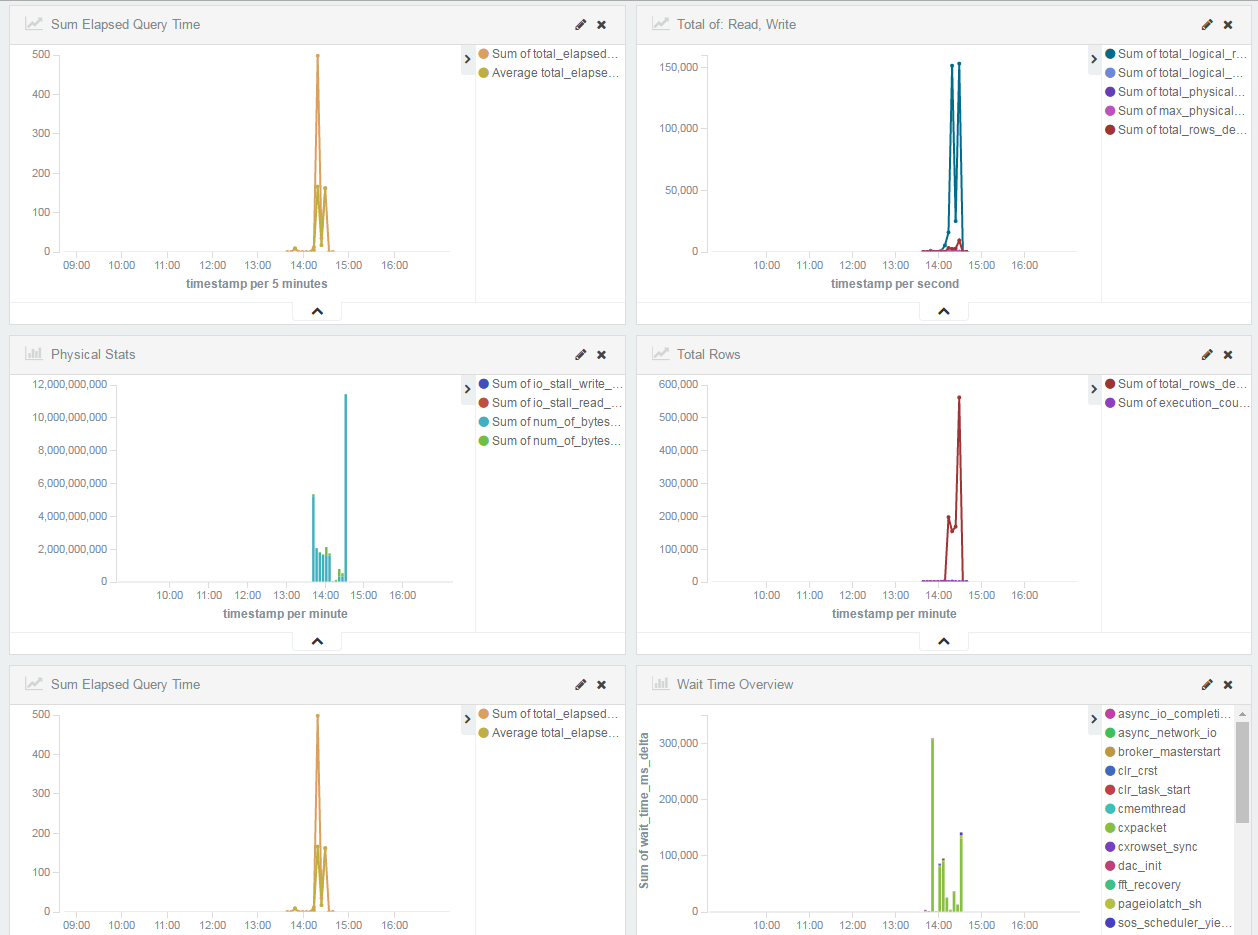 Sum Elapsed Query Time
500
400
300
200
100
0
09:00 10:00 11:00 12:00 13:00 14:00 15:00 16:00
timestamp per 5 minutes
Sum of total_elapsed...
Average total_elapse...
Total of: Read, Write
150,000
100,000
50,000
0
10:00 11:00 12:00 13:00 14:00 15:00 16:00
timestamp per second
Sum of total_logical_r...
Sum of total_logical_...
Sum of total_physical...
Sum of max_physical...
Sum of total_rows_de...
Physical Stats
12,000,000,000
10,000,000,000
8,000,000,000
6,000,000,000
4,000,000,000
2,000,000,000
0
10:00 11:00 12:00 13:00 14:00 15:00 16:00
timestamp per minute
Sum of io_stall_write_...
Sum of io_stall_read_...
Sum of num_of_bytes...
Sum of num_of_bytes...
Total Rows
600,000
500,000
400,000
300,000
200,000
100,000
0
10:00 11:00 12:00 13:00 14:00 15:00 16:00
timestamp per minute
Sum of total_rows_de...
Sum of execution_cou...
Sum Elapsed Query Time
500
400
300
200
100
0
09:00 10:00 11:00 12:00 13:00 14:00 15:00 16:00
Sum of total_elapsed...
Average total_elapse...
Wait Time Overview
Sum of wait_time_ms_delta
300,000
200,000
100,000
0
10:00 11:00 12:00 13:00 14:00 15:00 16:00
async_io_completi...
async_network_io
broker_masterstart
clr_crst
clr_task_start
cmemthread
cxpacket
cxrowset_sync
dac_init
fft_recovery
pageiolatch_sh
sos_scheduler_yie...